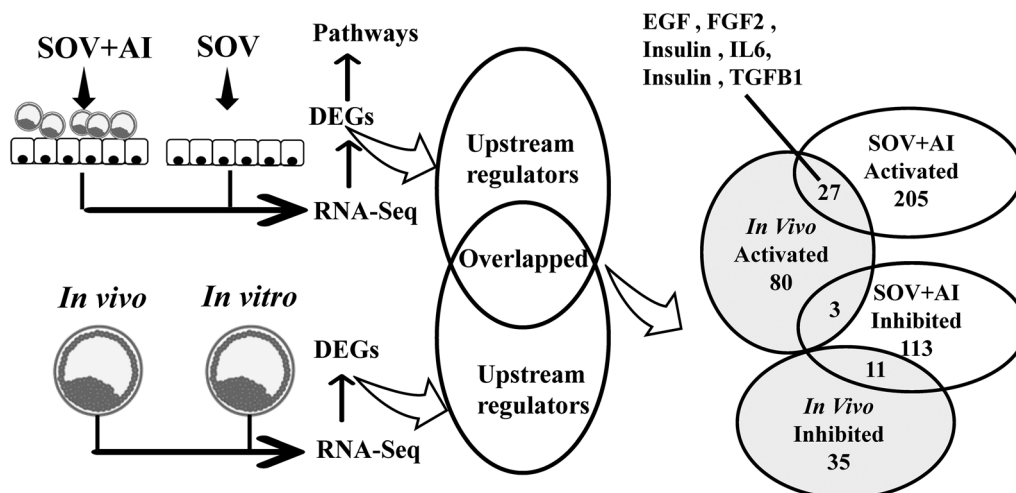 SOV+AI
SOV
Pathways
DEGs
RNA-Seq
In vivo
In vitro
DEGs
RNA-Seq
Upstream
regulators
Overlapped
Upstream
regulators
EGF , FGF2 ,
Insulin , IL6,
Insulin , TGFB1
SOV+AI
Activated
205
27
In Vivo
Activated
80
3
SOV+AI
Inhibited
113
11
In Vivo
Inhibited
35